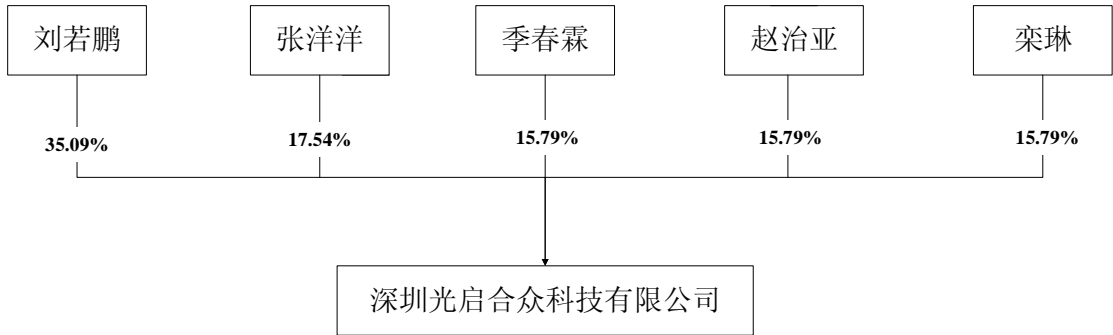 刘若鹏
张洋洋
季春霖
赵治亚
栾琳
35.09%
17.54%
15.79%
15.79%
15.79%
深圳光启合众科技有限公司